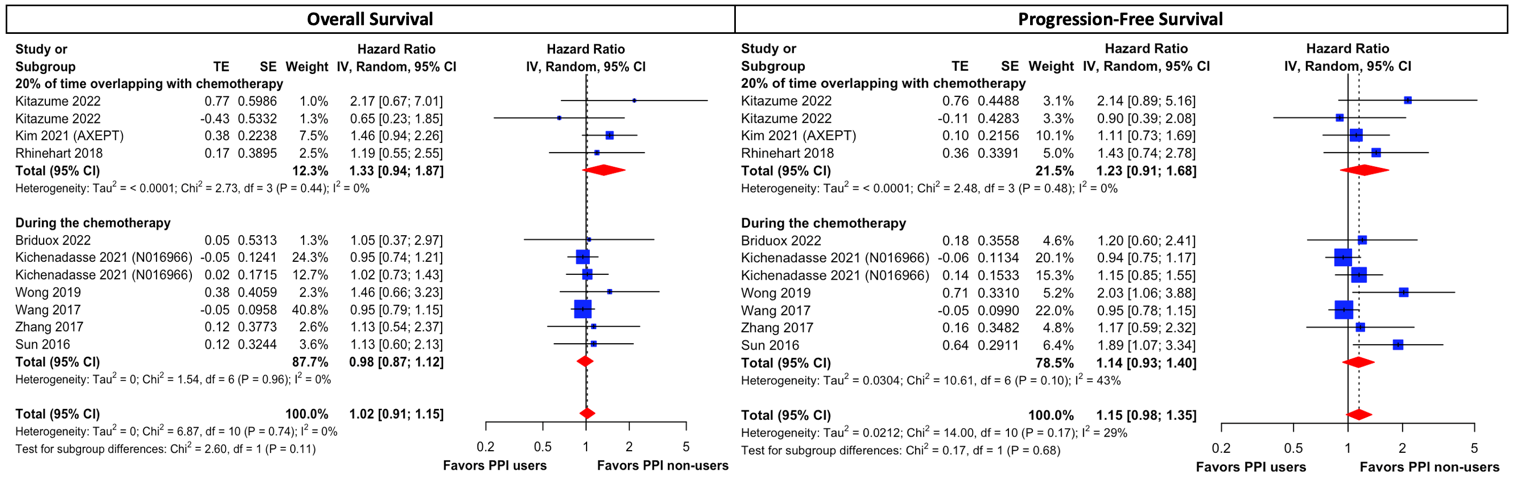 Overall Survival
Study or Hazard Ratio Hazard Ratio
Subgroup TE SE Weight IV, Random, 95% CI IV, Random, 95% CI
20% of time overlapping with chemotherapy
Kitazume 2022 0.77 0.5986 1.0% 2.17 [0.67; 7.01]
Kitazume 2022 -0.43 0.5332 1.3% 0.65 [0.23; 1.85]
Kim 2021 (AXEPT) 0.38 0.2238 7.5% 1.46 [0.94; 2.26]
Rhinehart 2018 0.17 0.3895 2.5% 1.19 [0.55; 2.55]
Total (95% CI) 12.3% 1.33 [0.94; 1.87]
Heterogeneity: Tau² = < 0.0001; Chi² = 2.73, df = 3 (P = 0.44); I² = 0%
During the chemotherapy
Briduox 2022 0.05 0.5313 1.3% 1.05 [0.37; 2.97]
Kichenadasse 2021 (N016966) -0.05 0.1241 24.3% 0.95 [0.74; 1.21]
Kichenadasse 2021 (N016966) 0.02 0.1715 12.7% 1.02 [0.73; 1.43]
Wong 2019 0.38 0.4059 2.3% 1.46 [0.66; 3.23]
Wang 2017 -0.05 0.0958 40.8% 0.95 [0.79; 1.15]
Zhang 2017 0.12 0.3773 2.6% 1.13 [0.54; 2.37]
Sun 2016 0.12 0.3244 3.6% 1.13 [0.60; 2.13]
Total (95% CI) 87.7% 0.98 [0.87; 1.12]
Heterogeneity: Tau² = 0; Chi² = 1.54, df = 6 (P = 0.96); I² = 0%
Total (95% CI) 100.0% 1.02 [0.91; 1.15]
Heterogeneity: Tau² = 0; Chi² = 6.87, df = 10 (P = 0.74); I² = 0%
Test for subgroup differences: Chi² = 2.60, df = 1 (P = 0.11)
0.2 0.5 1 2 5
Favors PPI users Favors PPI non-users
Progression-Free Survival
Study or Hazard Ratio Hazard Ratio
Subgroup TE SE Weight IV, Random, 95% CI IV, Random, 95% CI
20% of time overlapping with chemotherapy
Kitazume 2022 0.76 0.4488 3.1% 2.14 [0.89; 5.16]
Kitazume 2022 -0.11 0.4283 3.3% 0.90 [0.39; 2.08]
Kim 2021 (AXEPT) 0.10 0.2156 10.1% 1.11 [0.73; 1.69]
Rhinehart 2018 0.36 0.3391 5.0% 1.43 [0.74; 2.78]
Total (95% CI) 21.5% 1.23 [0.91; 1.68]
Heterogeneity: Tau² = < 0.0001; Chi² = 2.48, df = 3 (P = 0.48); I² = 0%
During the chemotherapy
Briduox 2022 0.18 0.3558 4.6% 1.20 [0.60; 2.41]
Kichenadasse 2021 (N016966) -0.06 0.1134 20.1% 0.94 [0.75; 1.17]
Kichenadasse 2021 (N016966) 0.14 0.1533 15.3% 1.15 [0.85; 1.55]
Wong 2019 0.71 0.3310 5.2% 2.03 [1.06; 3.88]
Wang 2017 -0.05 0.0990 22.0% 0.95 [0.78; 1.15]
Zhang 2017 0.16 0.3482 4.8% 1.17 [0.59; 2.32]
Sun 2016 0.64 0.2911 6.4% 1.89 [1.07; 3.34]
Total (95% CI) 78.5% 1.14 [0.93; 1.40]
Heterogeneity: Tau² = 0.0304; Chi² = 10.61, df = 6 (P = 0.10); I² = 43%
Total (95% CI) 100.0% 1.15 [0.98; 1.35]
Heterogeneity: Tau² = 0.0212; Chi² = 14.00, df = 10 (P = 0.17); I² = 29%
Test for subgroup differences: Chi² = 0.17, df = 1 (P = 0.68)
0.2 0.5 1 2 5
Favors PPI users Favors PPI non-users